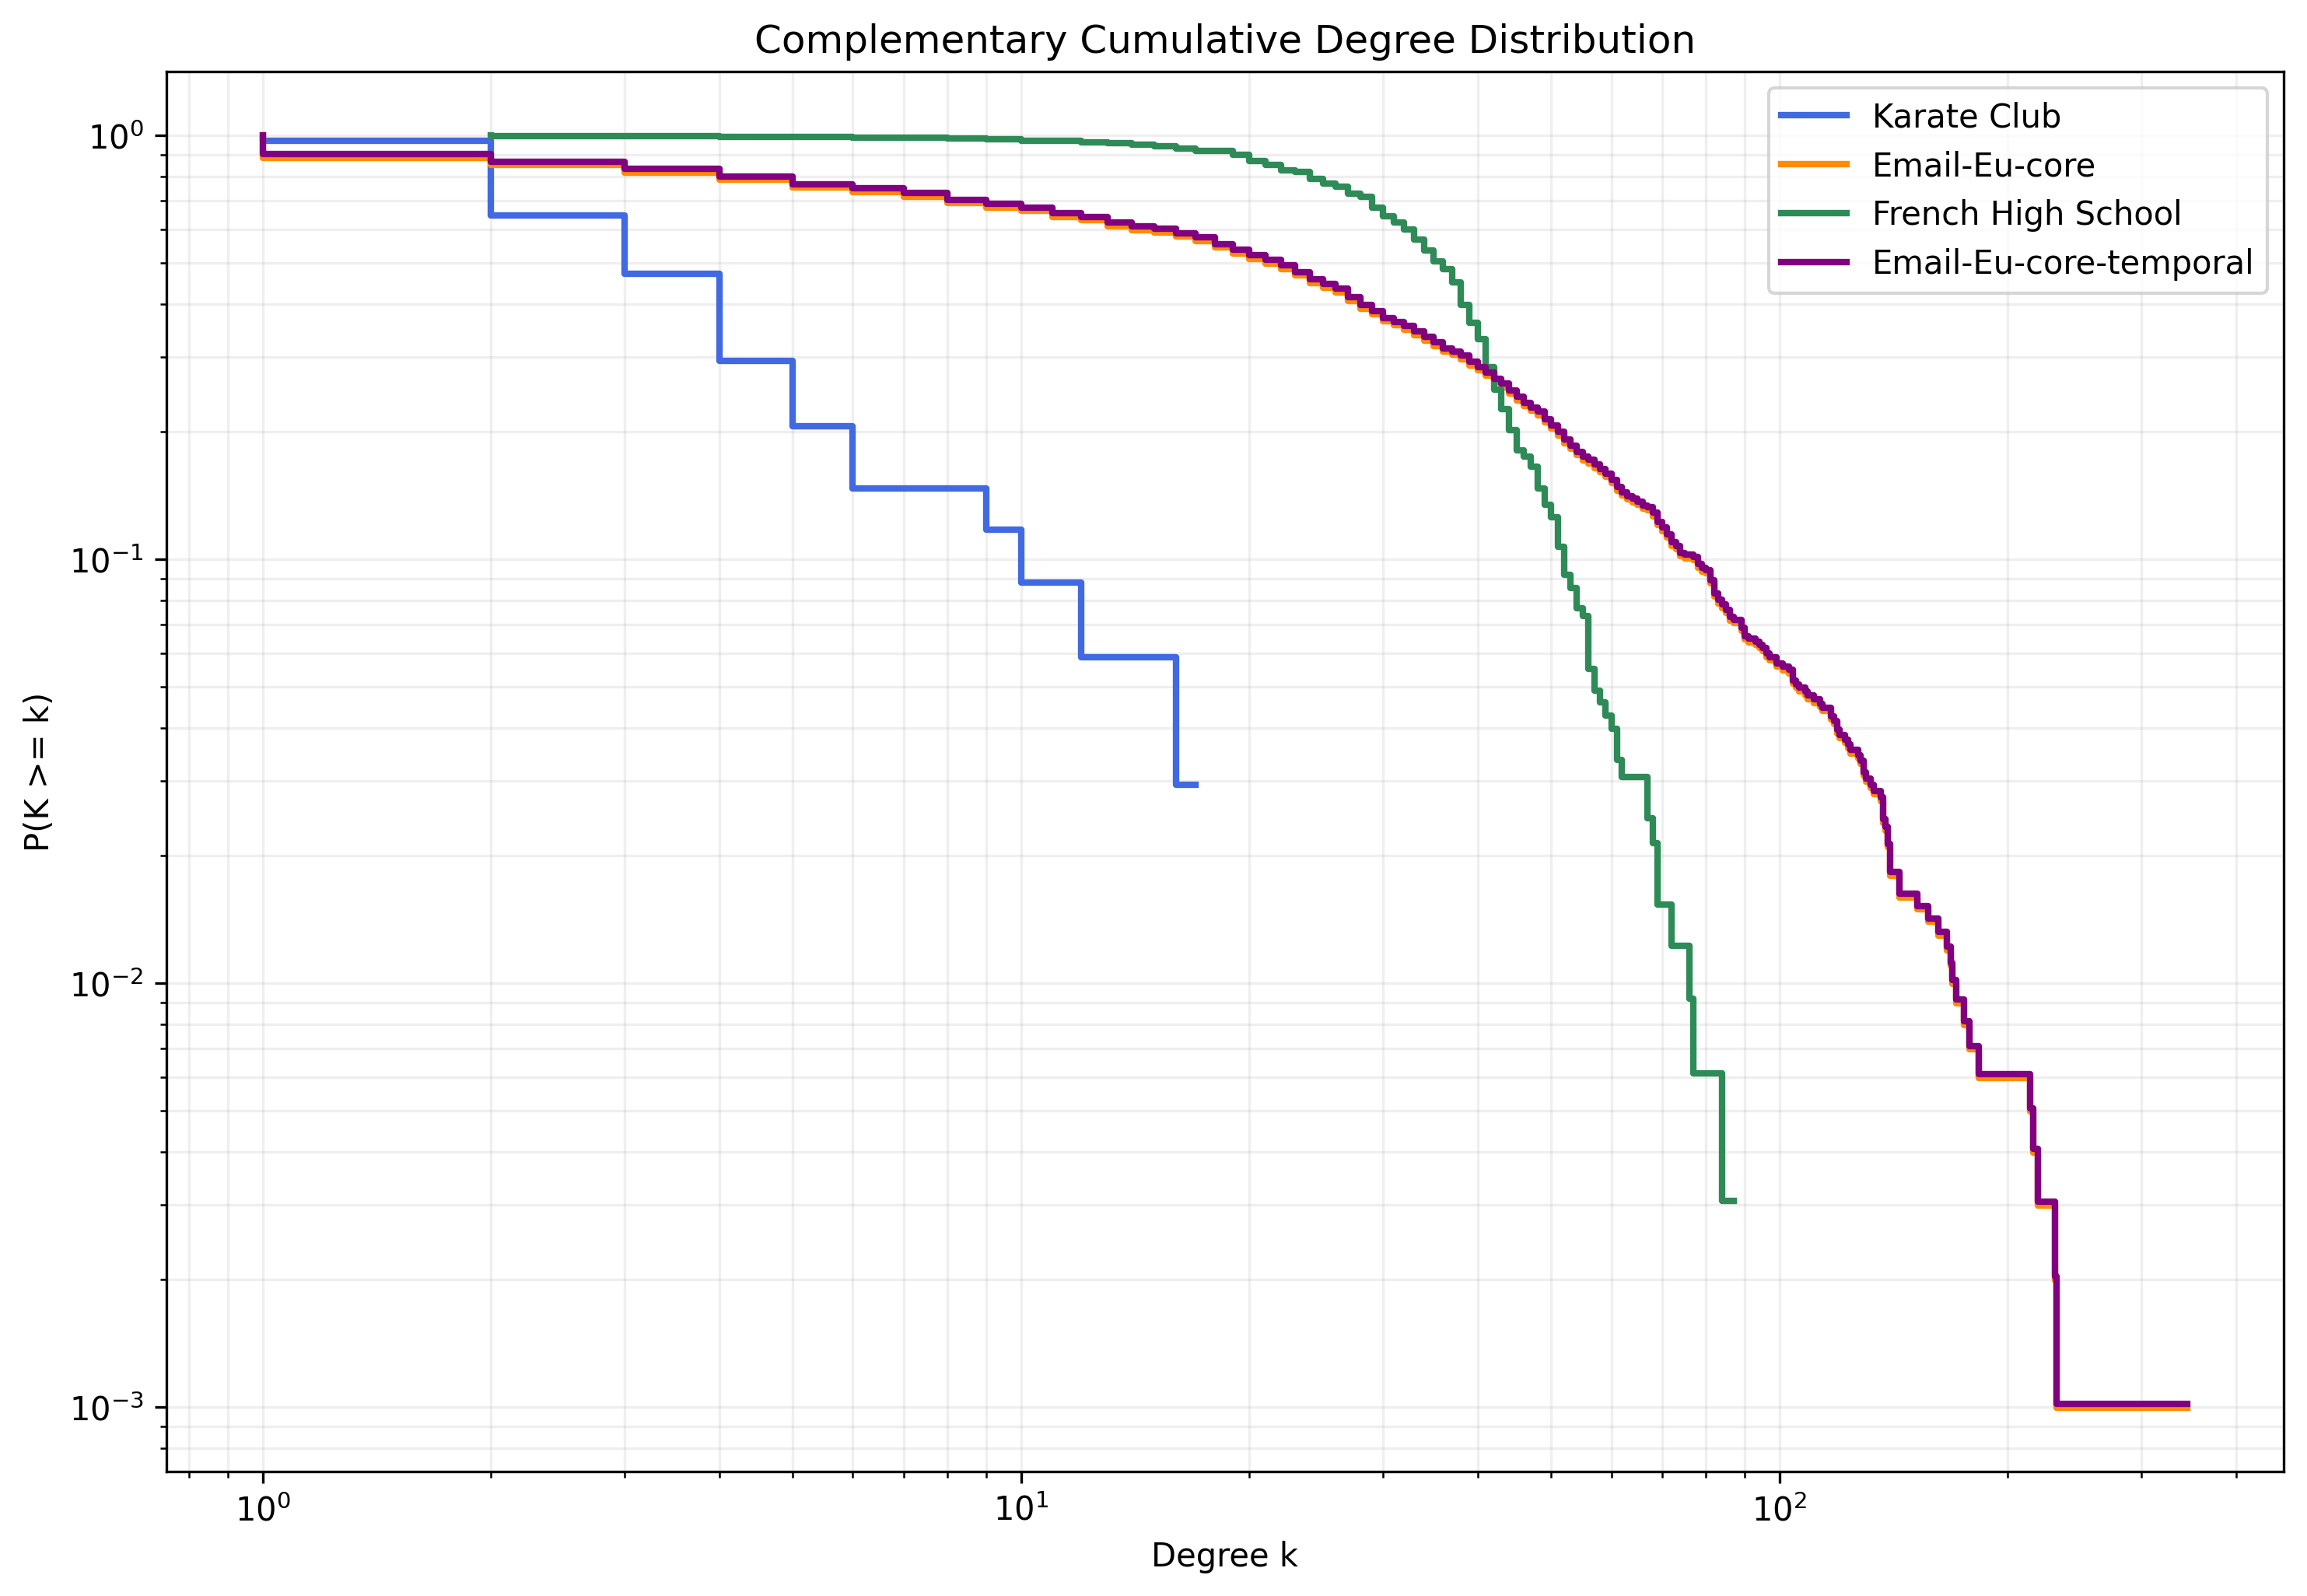 Complementary Cumulative Degree Distribution
Karate Club
Email-Eu-core
French High School
Email-Eu-core-temporal
P(K >= k)
10⁰
10⁻¹
10⁻²
10⁻³
10⁰ 10¹ 10²
Degree k